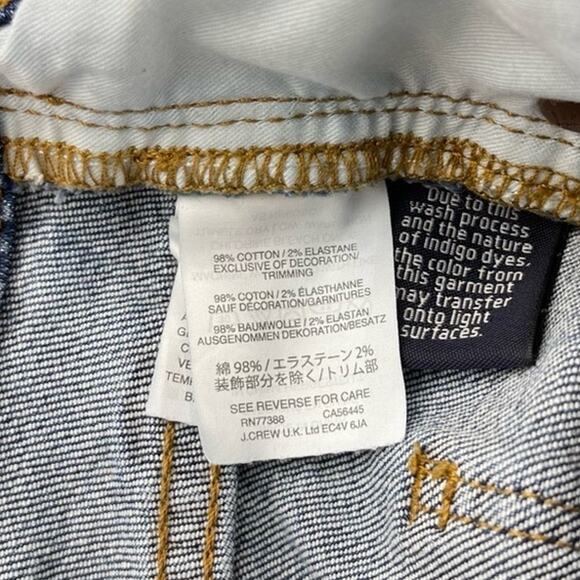 98% COTTON / 2% ELASTANE
EXCLUSIVE OF DECORATION/
TRIMMING
98% COTON / 2% ÉLASTHANNE
SAUF DÉCORATION/GARNITURES
98% BAUMWOLLE / 2% ELASTAN
AUSGENOMMEN DEKORATION/BESATZ
綿 98% / エラステーン 2%
装飾部分を除く/トリム部
SEE REVERSE FOR CARE
RN77388 CA56445
J.CREW U.K. Ltd EC4V 6JA
Due to this
wash process
and the nature
of indigo dyes,
the color from
this garment
may transfer
onto light
surfaces.